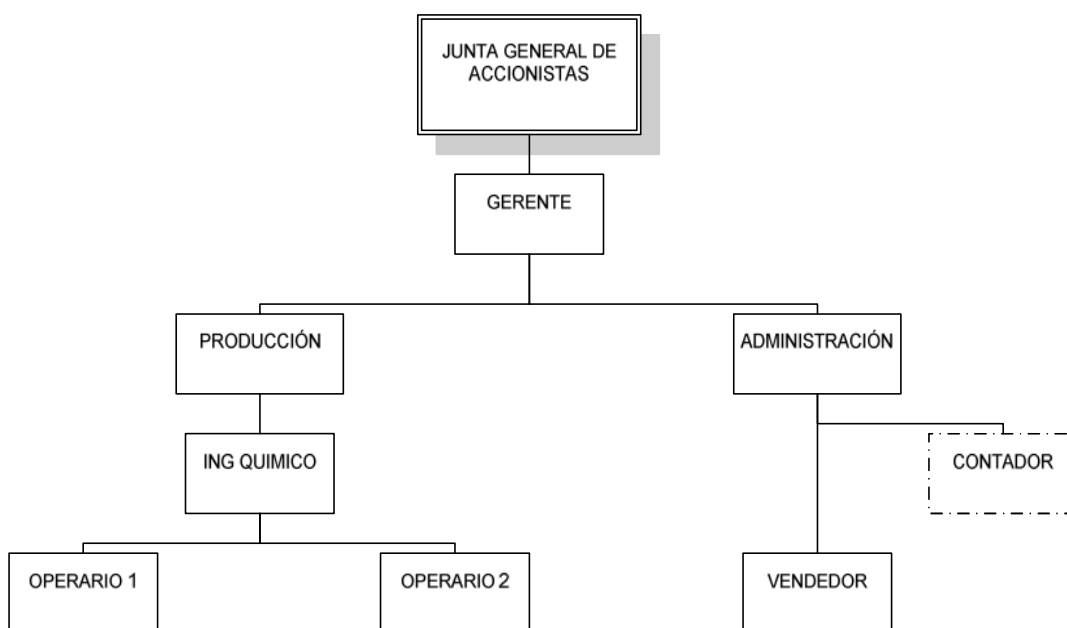 JUNTA GENERAL DE
ACCIONISTAS
GERENTE
PRODUCCIÓN
ADMINISTRACIÓN
ING QUIMICO
CONTADOR
OPERARIO 1
OPERARIO 2
VENDEDOR